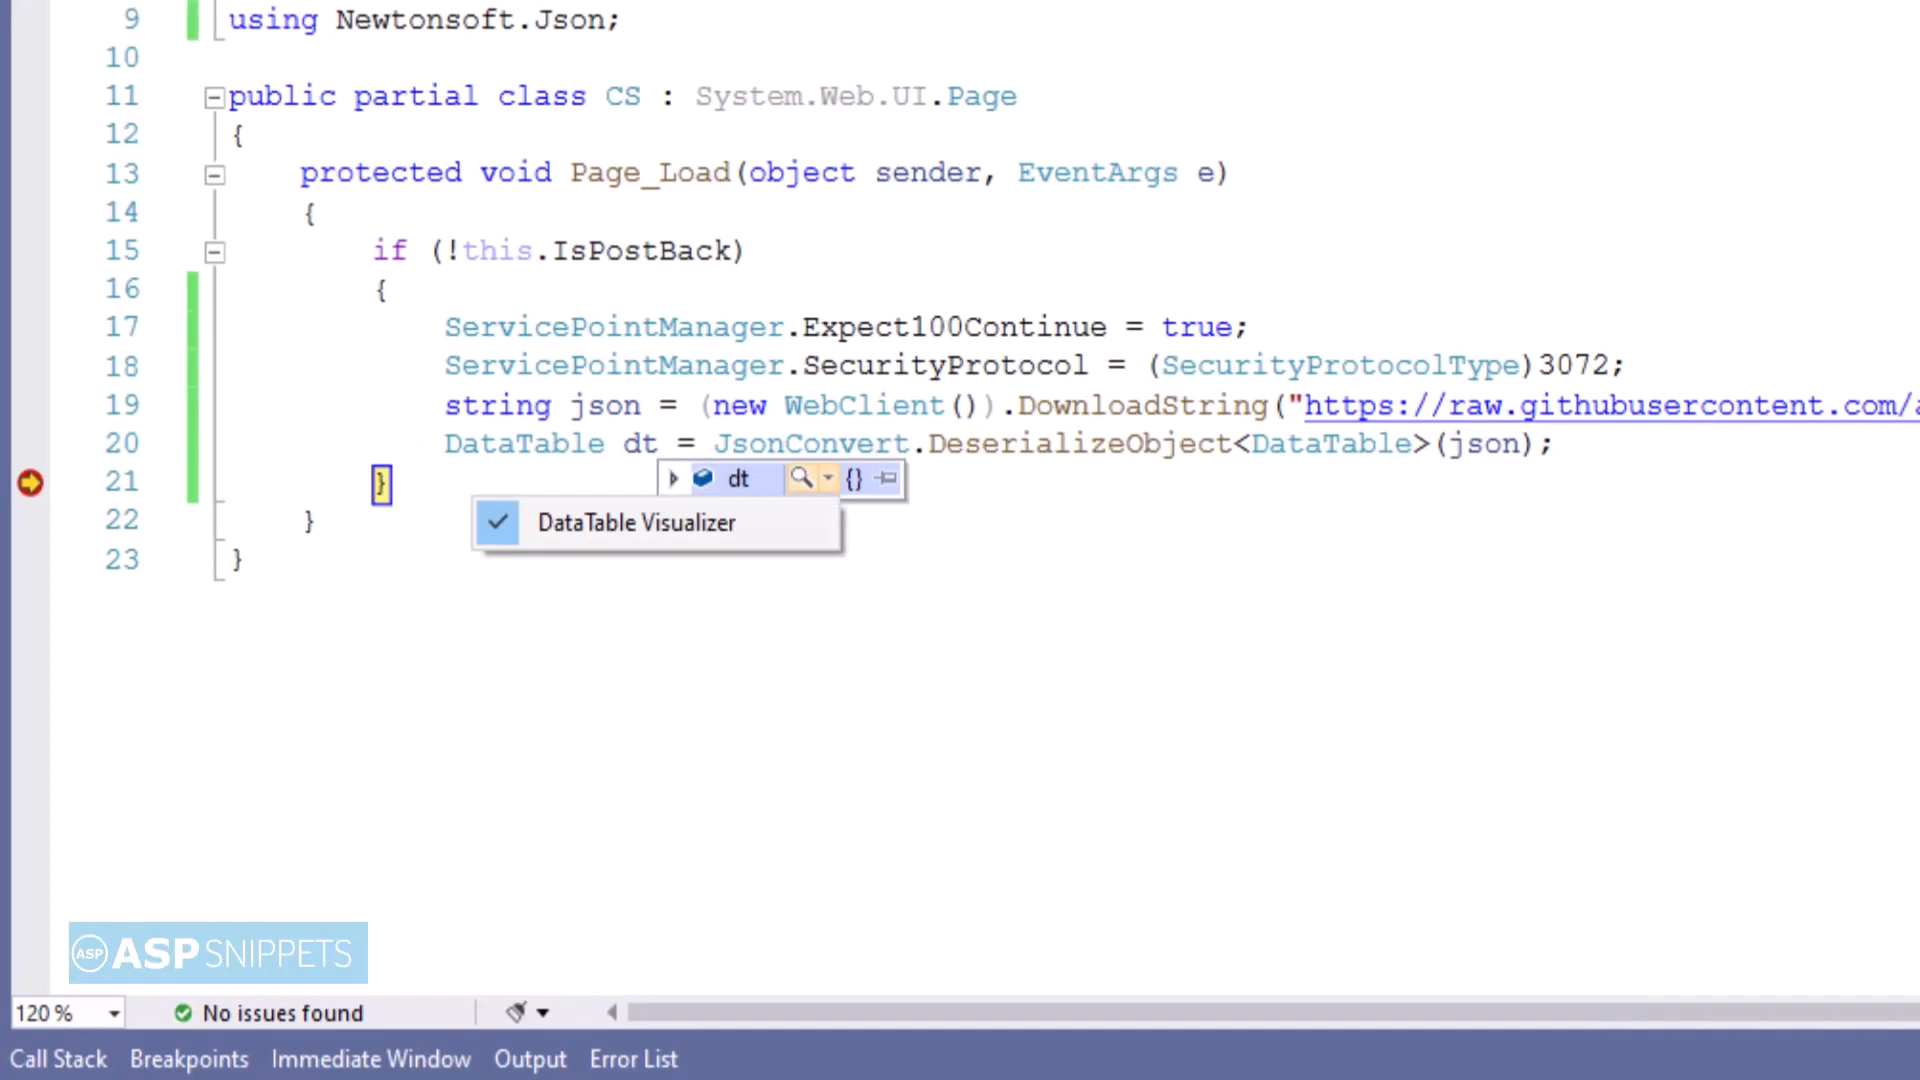 9 using Newtonsoft.Json;
10
11 public partial class CS : System.Web.UI.Page
12 {
13 protected void Page_Load(object sender, EventArgs e)
14 {
15 if (!this.IsPostBack)
16 {
17 ServicePointManager.Expect100Continue = true;
18 ServicePointManager.SecurityProtocol = (SecurityProtocolType)3072;
19 string json = (new WebClient()).DownloadString("https://raw.githubusercontent.com/a
20 DataTable dt = JsonConvert.DeserializeObject<DataTable>(json);
21 }
dt {}
DataTable Visualizer
22 }
23 }
ASP ASPSNIPPETS
120 % No issues found
Call Stack Breakpoints Immediate Window Output Error List